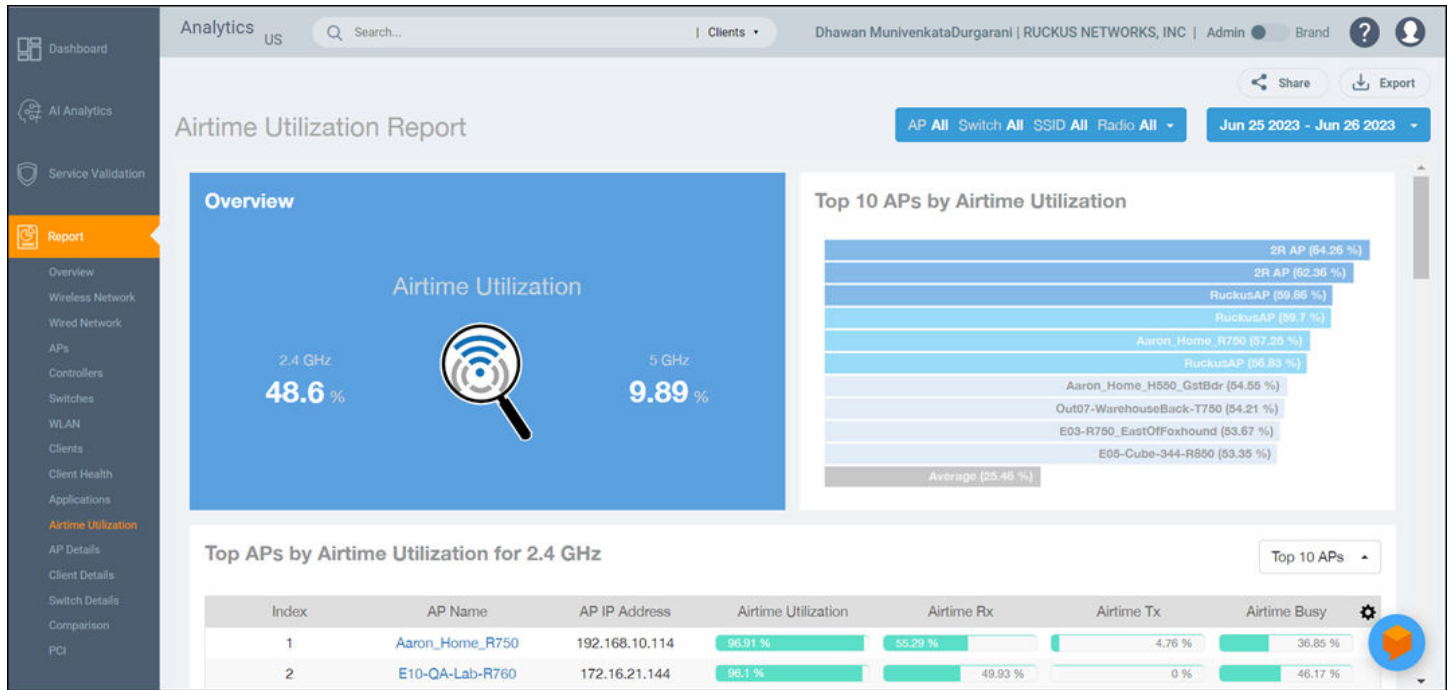 Analytics US Search... | Clients Dhawan MunivenkataDurgarani | RUCKUS NETWORKS, INC | Admin Brand ?
Dashboard
AI Analytics
Service Validation
Report
Overview
Wireless Network
Wired Network
APs
Controllers
Switches
WLAN
Clients
Client Health
Applications
Airtime Utilization
AP Details
Client Details
Switch Details
Comparison
PCI
Share Export
Airtime Utilization Report
AP All Switch All SSID All Radio All
Jun 25 2023 - Jun 26 2023
Overview
Airtime Utilization
2.4 GHz
48.6 %
5 GHz
9.89 %
Top 10 APs by Airtime Utilization
2R AP (64.26 %)
2R AP (62.36 %)
RuckusAP (59.86 %)
RuckusAP (59.7 %)
Aaron_Home_R750 (57.25 %)
RuckusAP (56.83 %)
Aaron_Home_H550_GstBdr (54.55 %)
Out07-WarehouseBack-T750 (54.21 %)
E03-R750_EastOfFoxhound (53.67 %)
E05-Cube-344-R850 (53.35 %)
Average (25.46 %)
Top APs by Airtime Utilization for 2.4 GHz
Top 10 APs
Index AP Name AP IP Address Airtime Utilization Airtime Rx Airtime Tx Airtime Busy
1 Aaron_Home_R750 192.168.10.114 96.91 % 55.29 % 4.76 % 36.85 %
2 E10-QA-Lab-R760 172.16.21.144 96.1 % 49.93 % 0 % 46.17 %